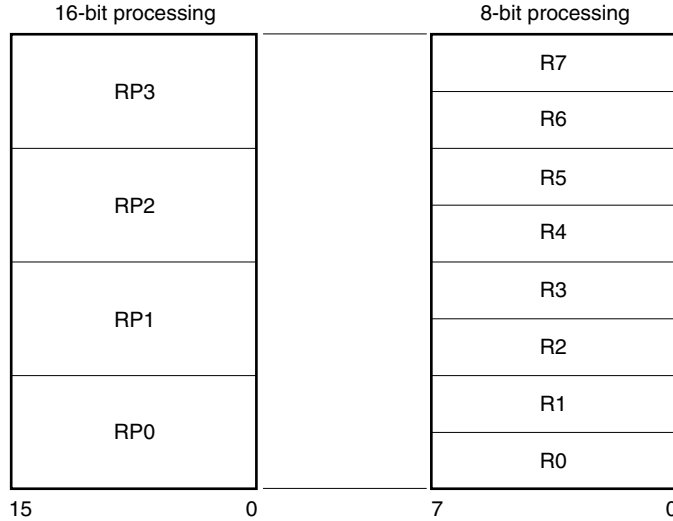 16-bit processing
8-bit processing
RP3
RP2
RP1
RP0
15
0
R7
R6
R5
R4
R3
R2
R1
R0
7
0